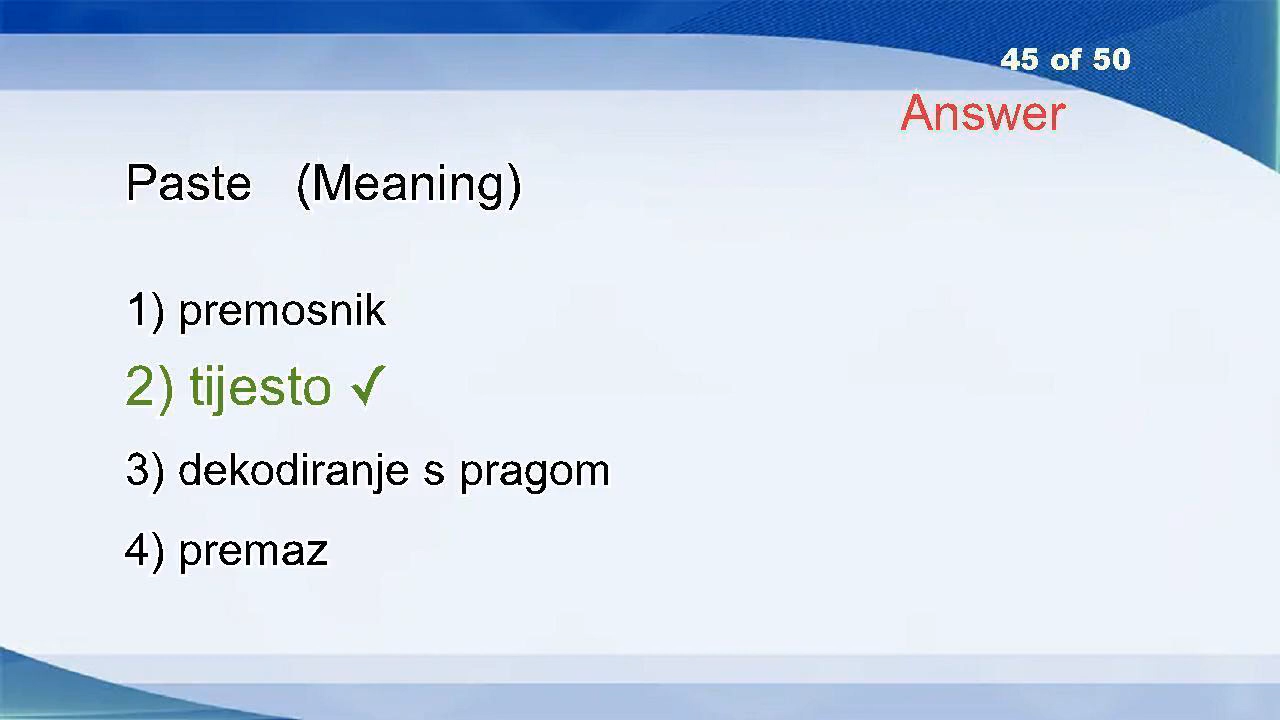 45 of 50
Answer
Paste (Meaning)
1) premosnik
2) tijesto ✓
3) dekodiranje s pragom
4) premaz